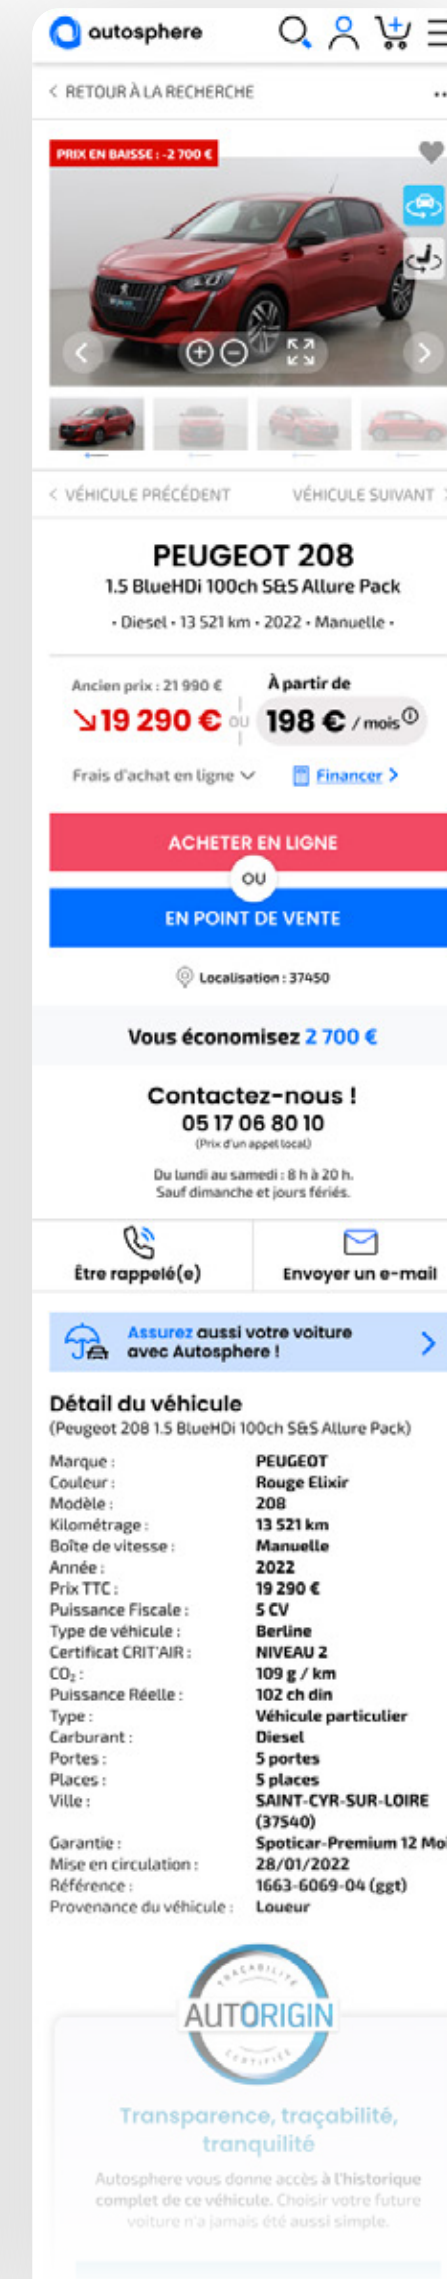 autosphere
< RETOUR À LA RECHERCHE
PRIX EN BAISSE : -2 700 €
< VÉHICULE PRÉCÉDENT VÉHICULE SUIVANT >
PEUGEOT 208
1.5 BlueHDi 100ch S&S Allure Pack
• Diesel • 13 521 km • 2022 • Manuelle •
Ancien prix : 21 990 € À partir de
19 290 € OU 198 € / mois
Frais d'achat en ligne Financer >
ACHETER EN LIGNE
OU
EN POINT DE VENTE
Localisation : 37450
Vous économisez 2 700 €
Contactez-nous !
05 17 06 80 10
(Prix d'un appel local)
Du lundi au samedi : 8 h à 20 h.
Sauf dimanche et jours fériés.
Être rappelé(e) Envoyer un e-mail
Assurez aussi votre voiture
avec Autosphere !
Détail du véhicule
(Peugeot 208 1.5 BlueHDi 100ch S&S Allure Pack)
Marque : PEUGEOT
Couleur : Rouge Elixir
Modèle : 208
Kilométrage : 13 521 km
Boîte de vitesse : Manuelle
Année : 2022
Prix TTC : 19 290 €
Puissance Fiscale : 5 CV
Type de véhicule : Berline
Certificat CRIT'AIR : NIVEAU 2
CO₂ : 109 g / km
Puissance Réelle : 102 ch din
Type : Véhicule particulier
Carburant : Diesel
Portes : 5 portes
Places : 5 places
Ville : SAINT-CYR-SUR-LOIRE
(37540)
Garantie : Spoticar-Premium 12 Moi
Mise en circulation : 28/01/2022
Référence : 1663-6069-04 (ggt)
Provenance du véhicule : Loueur
TRAÇABILITÉ
AUTORIGIN
CERTIFIÉE
Transparence, traçabilité,
tranquilité
Autosphere vous donne accès à l'historique
complet de ce véhicule. Choisir votre future
voiture n'a jamais été aussi simple.